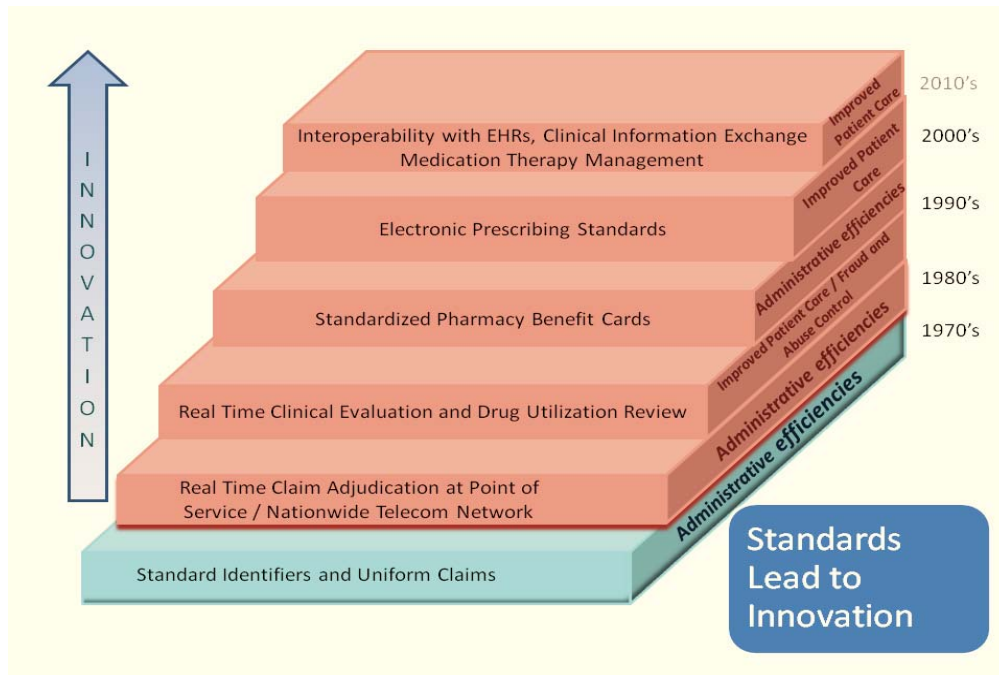 INNOVATION
2010's
Improved
Patient Care
Interoperability with EHRs, Clinical Information Exchange
Medication Therapy Management
2000's
Improved Patient
Care
Electronic Prescribing Standards
1990's
Administrative efficiencies
Standardized Pharmacy Benefit Cards
1980's
Improved Patient Care / Fraud and
Abuse Control
Real Time Clinical Evaluation and Drug Utilization Review
1970's
Administrative efficiencies
Real Time Claim Adjudication at Point of
Service / Nationwide Telecom Network
Administrative efficiencies
Standard Identifiers and Uniform Claims
Standards
Lead to
Innovation